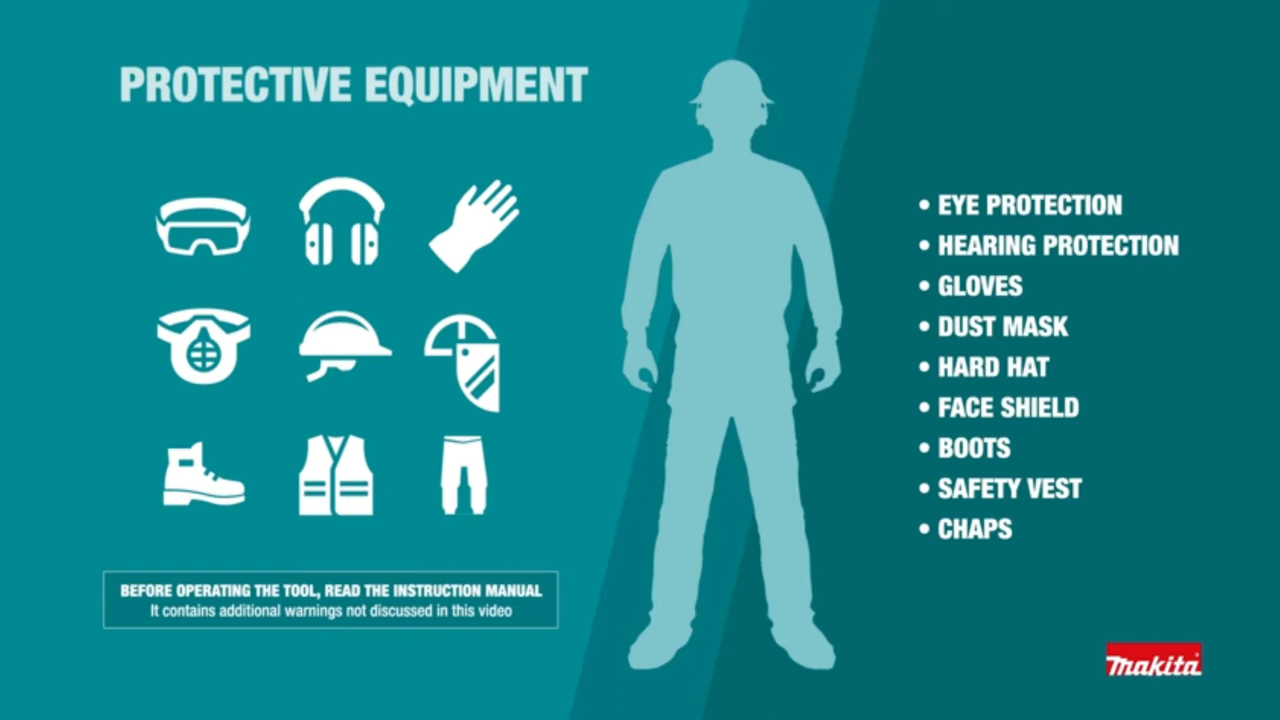 PROTECTIVE EQUIPMENT
• EYE PROTECTION
• HEARING PROTECTION
• GLOVES
• DUST MASK
• HARD HAT
• FACE SHIELD
• BOOTS
• SAFETY VEST
• CHAPS
BEFORE OPERATING THE TOOL, READ THE INSTRUCTION MANUAL
It contains additional warnings not discussed in this video
makita